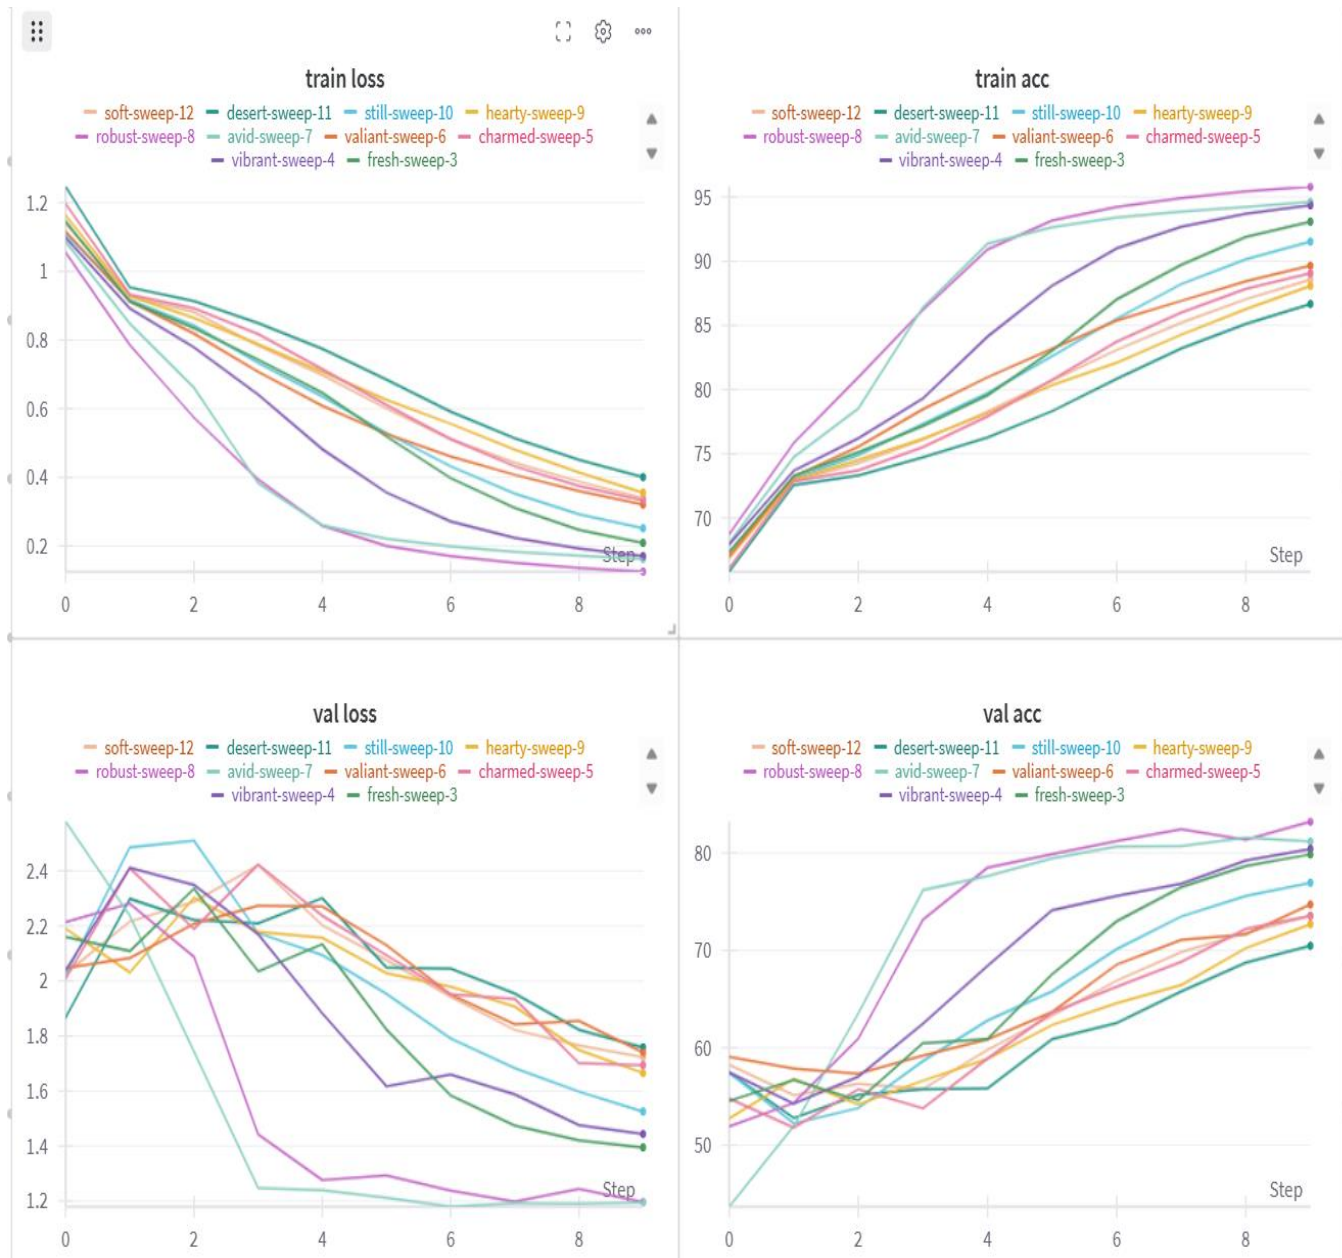 train loss
soft-sweep-12 desert-sweep-11 still-sweep-10 hearty-sweep-9
robust-sweep-8 avid-sweep-7 valiant-sweep-6 charmed-sweep-5
vibrant-sweep-4 fresh-sweep-3
1.2
1
0.8
0.6
0.4
0.2
Step
0 2 4 6 8
train acc
soft-sweep-12 desert-sweep-11 still-sweep-10 hearty-sweep-9
robust-sweep-8 avid-sweep-7 valiant-sweep-6 charmed-sweep-5
vibrant-sweep-4 fresh-sweep-3
95
90
85
80
75
70
Step
0 2 4 6 8
val loss
soft-sweep-12 desert-sweep-11 still-sweep-10 hearty-sweep-9
robust-sweep-8 avid-sweep-7 valiant-sweep-6 charmed-sweep-5
vibrant-sweep-4 fresh-sweep-3
2.4
2.2
2
1.8
1.6
1.4
1.2
Step
0 2 4 6 8
val acc
soft-sweep-12 desert-sweep-11 still-sweep-10 hearty-sweep-9
robust-sweep-8 avid-sweep-7 valiant-sweep-6 charmed-sweep-5
vibrant-sweep-4 fresh-sweep-3
80
70
60
50
Step
0 2 4 6 8